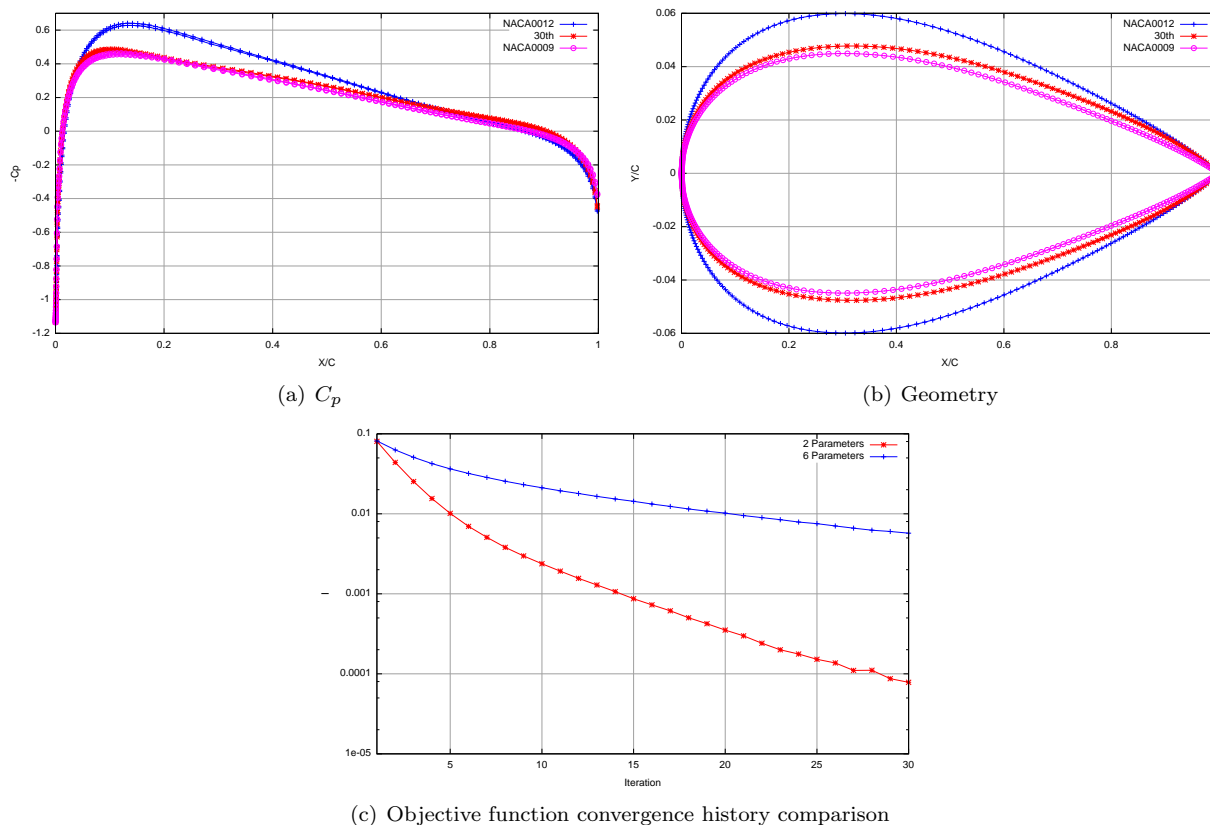 NACA0012
30th
NACA0009
0.6
0.4
0.2
0
-0.2
-0.4
-0.6
-0.8
-1
-1.2
-Cp
0 0.2 0.4 0.6 0.8 1
X/C
(a) Cp
NACA0012
30th
NACA0009
0.06
0.04
0.02
0
-0.02
-0.04
-0.06
Y/C
0 0.2 0.4 0.6 0.8
X/C
(b) Geometry
2 Parameters
6 Parameters
0.1
0.01
0.001
0.0001
1e-05
I
5 10 15 20 25 30
Iteration
(c) Objective function convergence history comparison